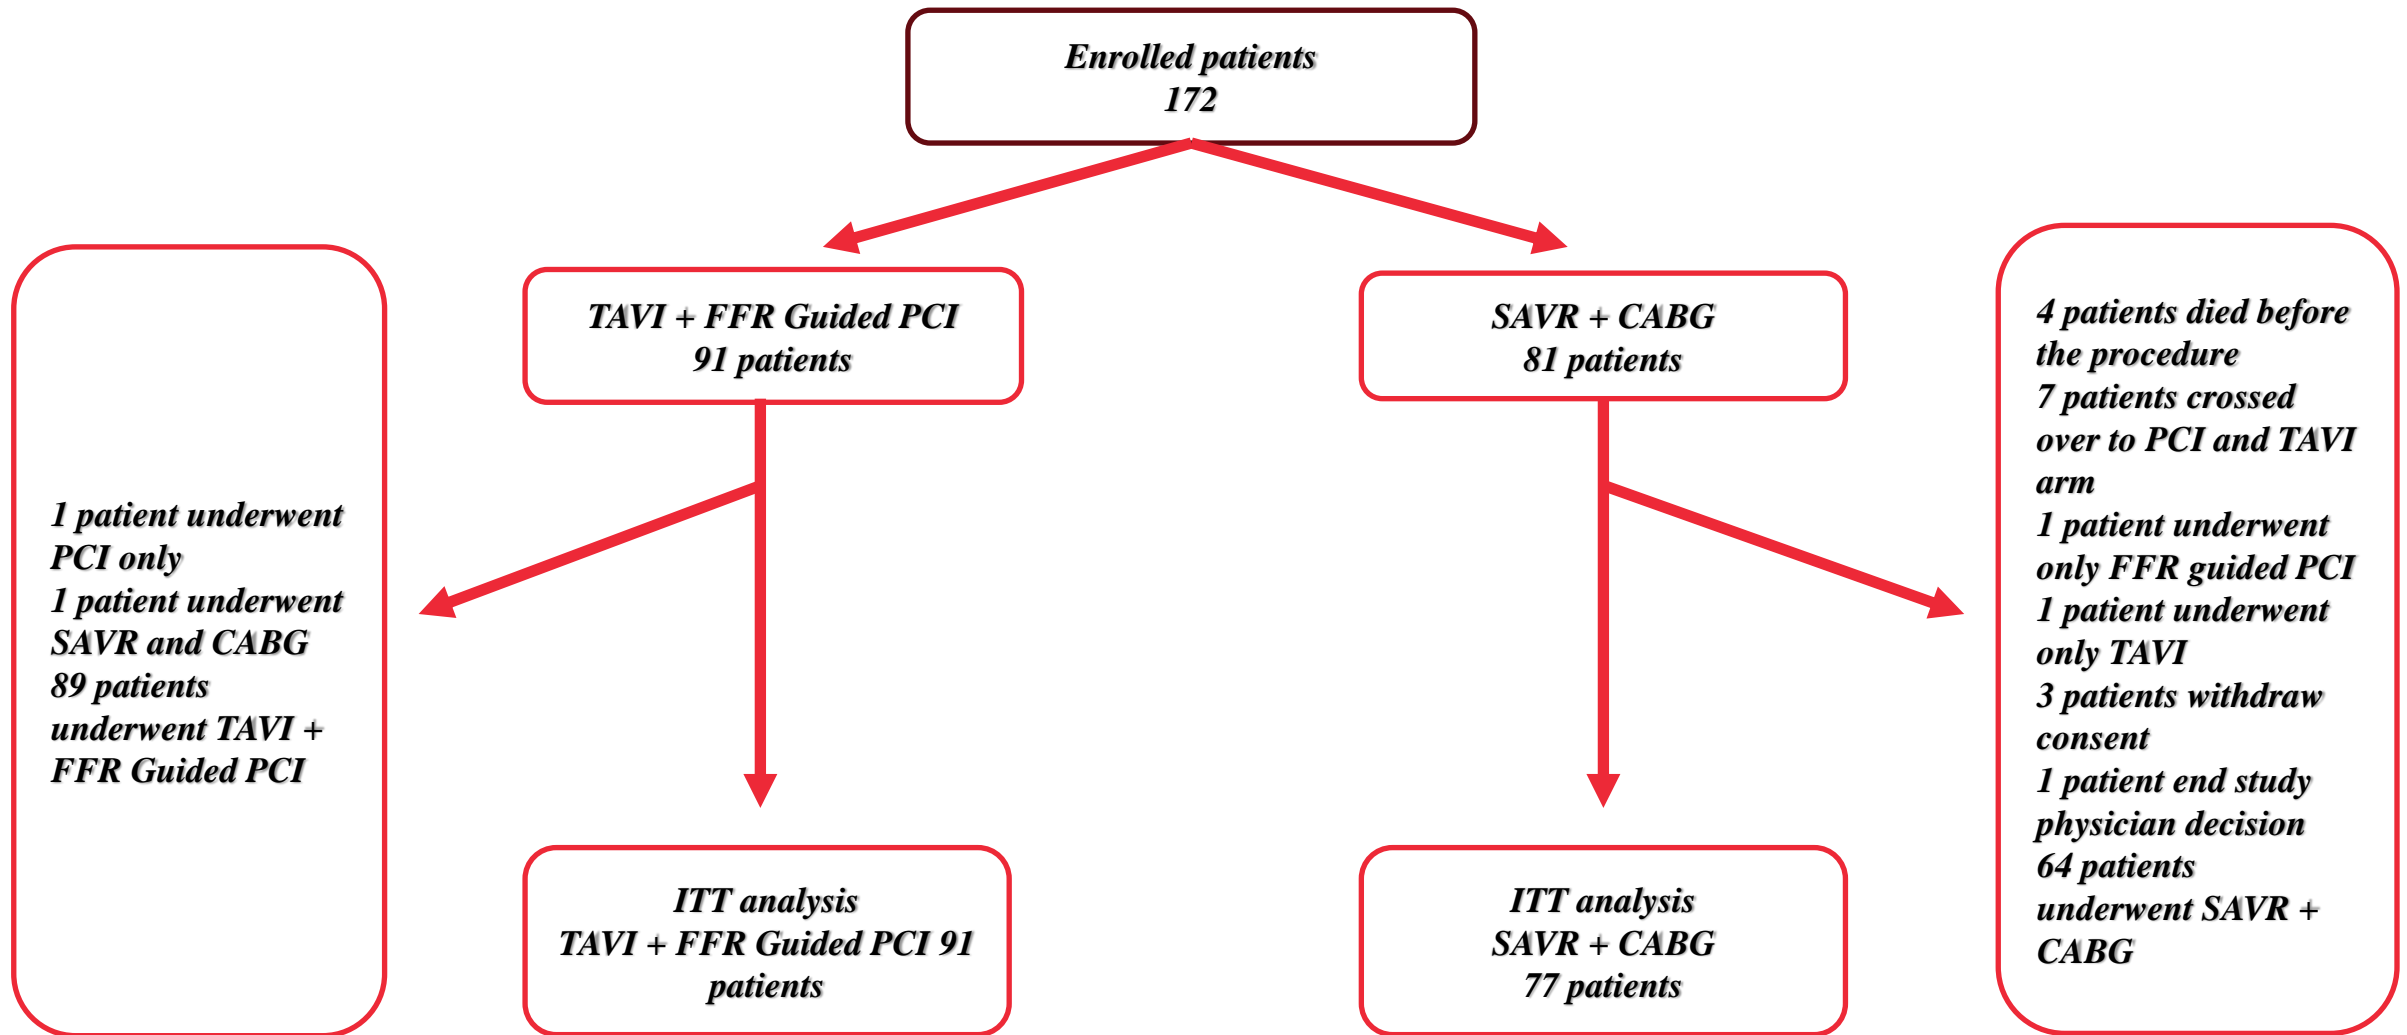 Enrolled patients
172
TAVI + FFR Guided PCI
91 patients
SAVR + CABG
81 patients
1 patient underwent
PCI only
1 patient underwent
SAVR and CABG
89 patients
underwent TAVI +
FFR Guided PCI
4 patients died before
the procedure
7 patients crossed
over to PCI and TAVI
arm
1 patient underwent
only FFR guided PCI
1 patient underwent
only TAVI
3 patients withdraw
consent
1 patient end study
physician decision
64 patients
underwent SAVR +
CABG
ITT analysis
TAVI + FFR Guided PCI 91
patients
ITT analysis
SAVR + CABG
77 patients